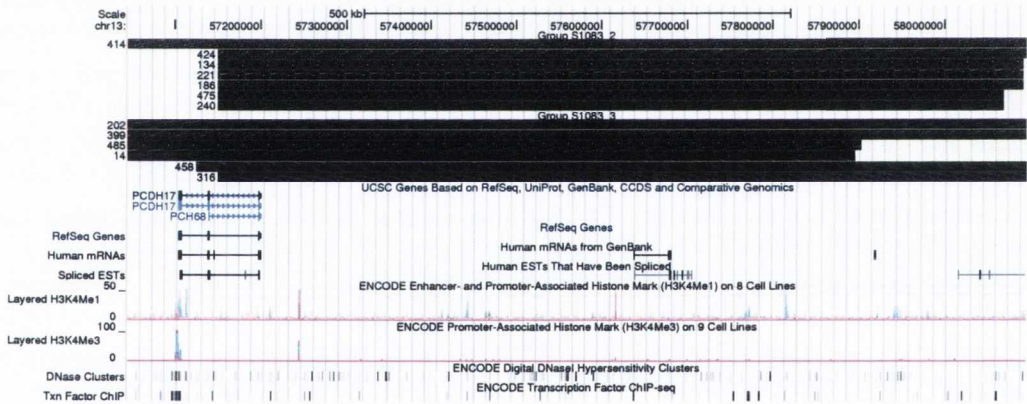 Scale 500 kb
chr13: 57200000 57300000 57400000 57500000 57600000 57700000 57800000 57900000 58000000
Group S1083_2
414
424
134
221
186
475
240
Group S1083_3
202
399
485
14
458
316
UCSC Genes Based on RefSeq, UniProt, GenBank, CCDS and Comparative Genomics
PCDH17
PCDH17
PCH68
RefSeq Genes
RefSeq Genes
Human mRNAs from GenBank
Human mRNAs
Human ESTs That Have Been Spliced
Spliced ESTs
ENCODE Enhancer- and Promoter-Associated Histone Mark (H3K4Me1) on 8 Cell Lines
50
Layered H3K4Me1
0
ENCODE Promoter-Associated Histone Mark (H3K4Me3) on 9 Cell Lines
100
Layered H3K4Me3
0
ENCODE Digital DNaseI Hypersensitivity Clusters
DNase Clusters
ENCODE Transcription Factor ChIP-seq
Txn Factor ChIP